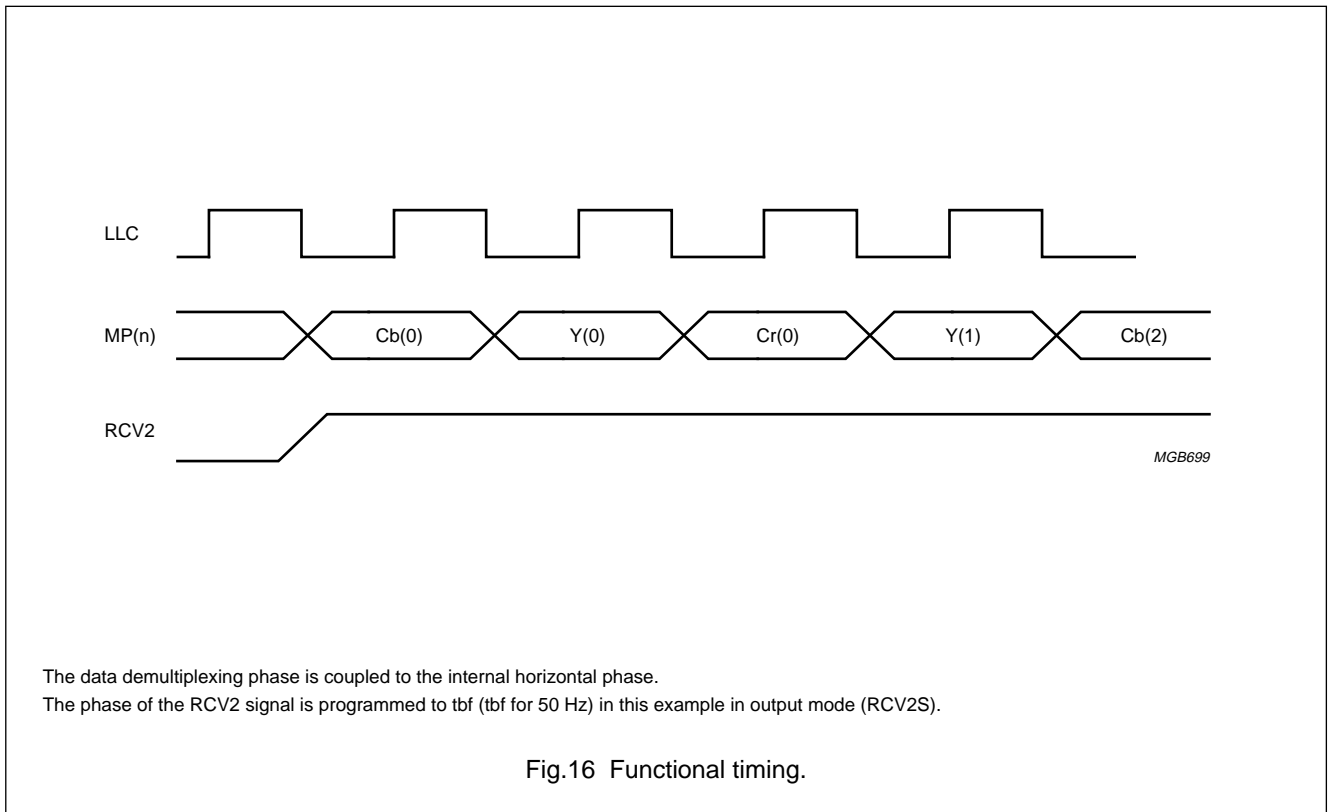 LLC
MP(n)
Cb(0) Y(0) Cr(0) Y(1) Cb(2)
RCV2
MGB699
The data demultiplexing phase is coupled to the internal horizontal phase.
The phase of the RCV2 signal is programmed to tbf (tbf for 50 Hz) in this example in output mode (RCV2S).
Fig.16 Functional timing.